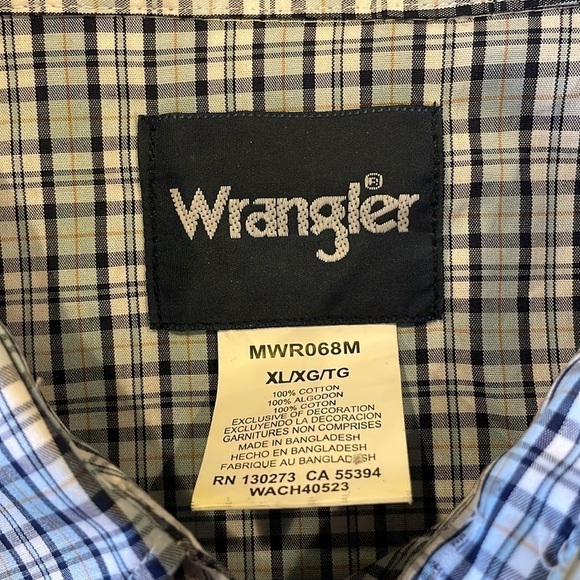 Wrangler®
MWR068M
XL/XG/TG
100% COTTON
100% ALGODON
100% COTON
EXCLUSIVE OF DECORATION
EXCLUYENDO LA DECORACION
GARNITURES NON COMPRISES
MADE IN BANGLADESH
HECHO EN BANGLADESH
FABRIQUE AU BANGLADESH
RN 130273 CA 55394
WACH40523